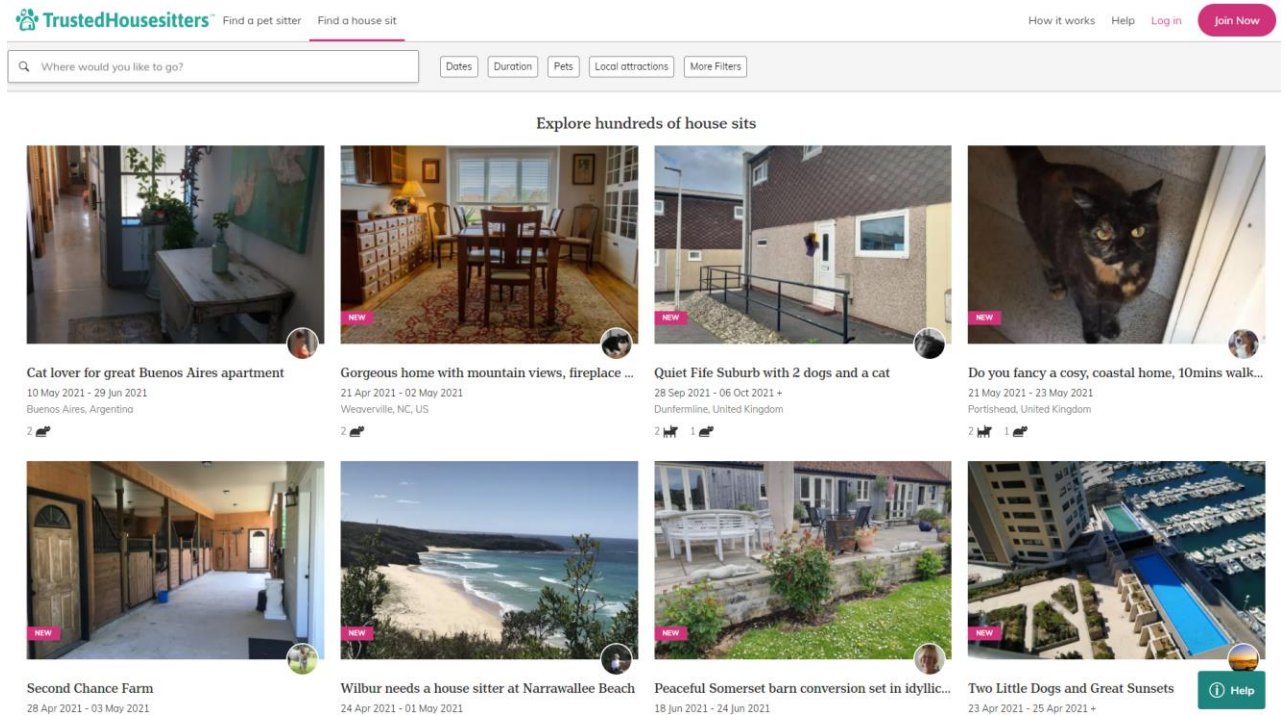 TrustedHousesitters
Find a pet sitter
Find a house sit
How it works
Help
Log in
Join Now
Where would you like to go?
Dates
Duration
Pets
Local attractions
More Filters
Explore hundreds of house sits
Cat lover for great Buenos Aires apartment
10 May 2021 - 29 Jun 2021
Buenos Aires, Argentina
2
NEW
Gorgeous home with mountain views, fireplace ...
21 Apr 2021 - 02 May 2021
Weaverville, NC, US
2
NEW
Quiet Fife Suburb with 2 dogs and a cat
28 Sep 2021 - 06 Oct 2021 +
Dunfermline, United Kingdom
2 1
NEW
Do you fancy a cosy, coastal home, 10mins walk...
21 May 2021 - 23 May 2021
Portishead, United Kingdom
2 1
NEW
Second Chance Farm
28 Apr 2021 - 03 May 2021
NEW
Wilbur needs a house sitter at Narrawallee Beach
24 Apr 2021 - 01 May 2021
NEW
Peaceful Somerset barn conversion set in idyllic...
18 Jun 2021 - 24 Jun 2021
NEW
Two Little Dogs and Great Sunsets
23 Apr 2021 - 25 Apr 2021 +
Help